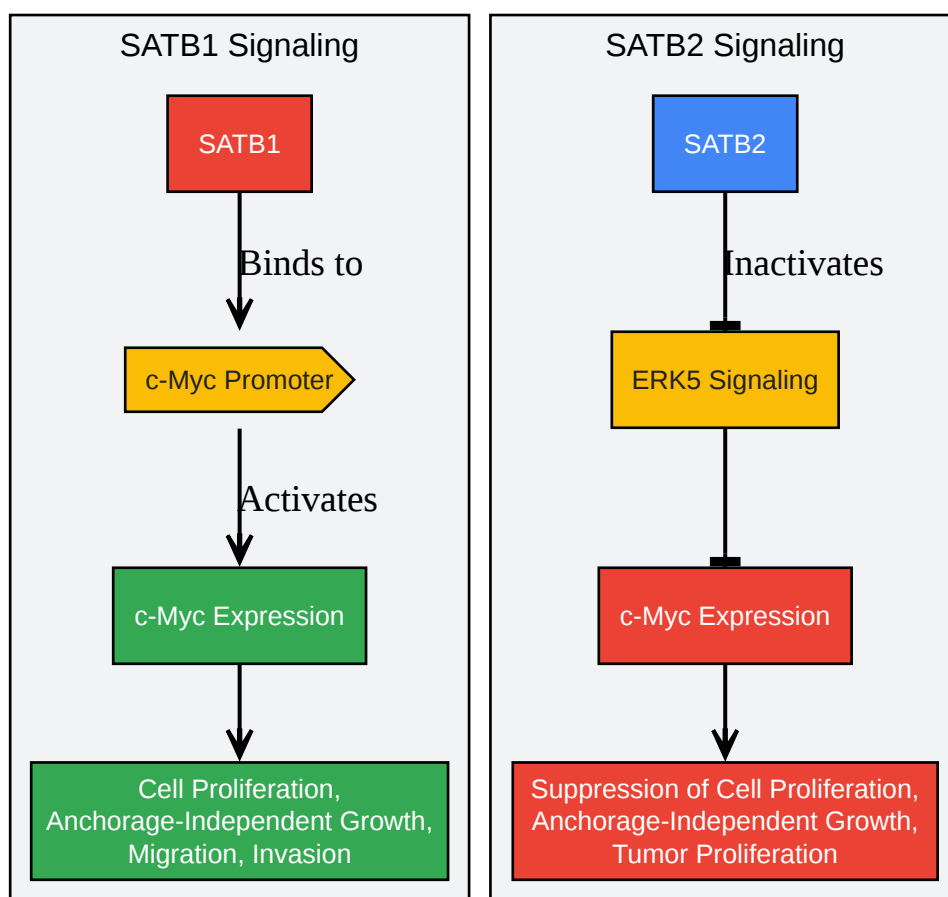 SATB1 Signaling
SATB1
Binds to
c-Myc Promoter
Activates
c-Myc Expression
Cell Proliferation,
Anchorage-Independent Growth,
Migration, Invasion
SATB2 Signaling
SATB2
Inactivates
ERK5 Signaling
c-Myc Expression
Suppression of Cell Proliferation,
Anchorage-Independent Growth,
Tumor Proliferation